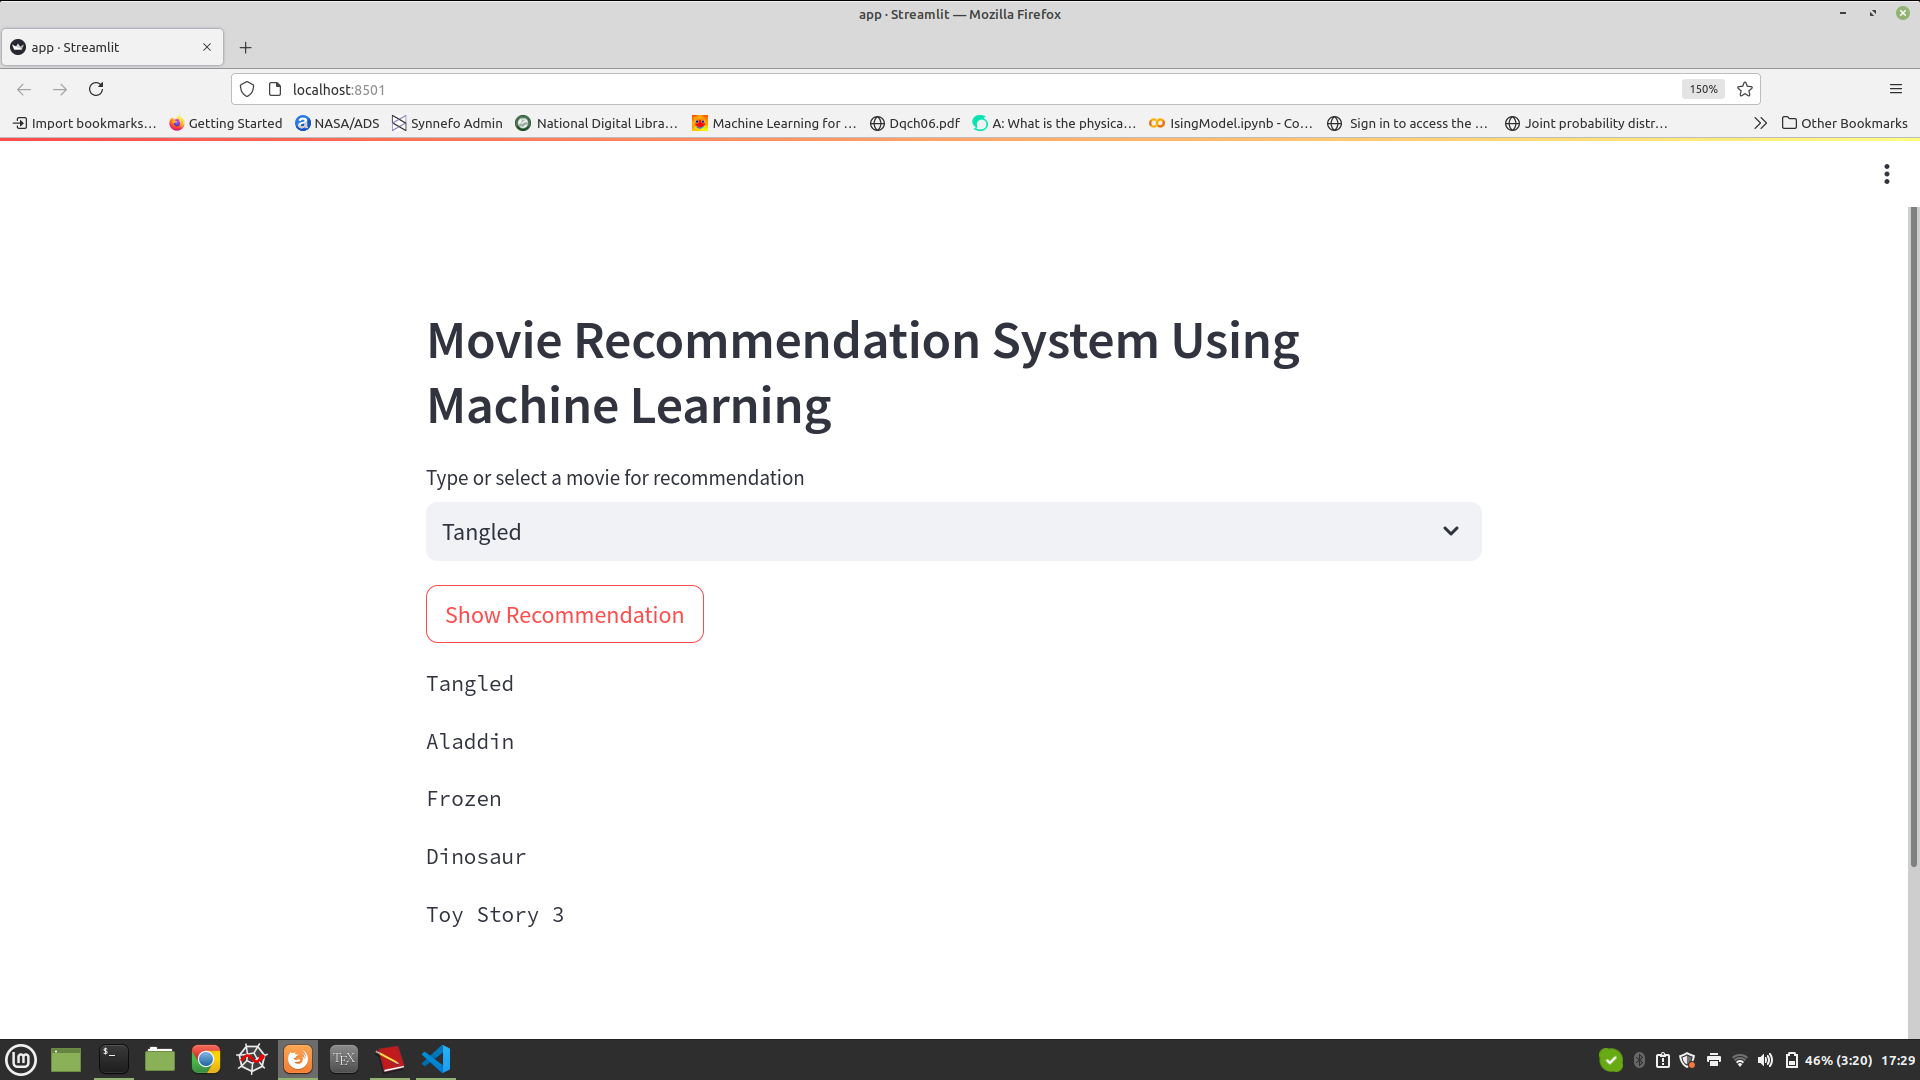 app · Streamlit — Mozilla Firefox
app · Streamlit
localhost:8501
150%
Import bookmarks…
Getting Started
NASA/ADS
Synnefo Admin
National Digital Libra…
Machine Learning for …
Dqch06.pdf
A: What is the physica…
IsingModel.ipynb - Co…
Sign in to access the …
Joint probability distr…
Other Bookmarks
Movie Recommendation System Using
Machine Learning
Type or select a movie for recommendation
Tangled
Show Recommendation
Tangled
Aladdin
Frozen
Dinosaur
Toy Story 3
46% (3:20)
17:29